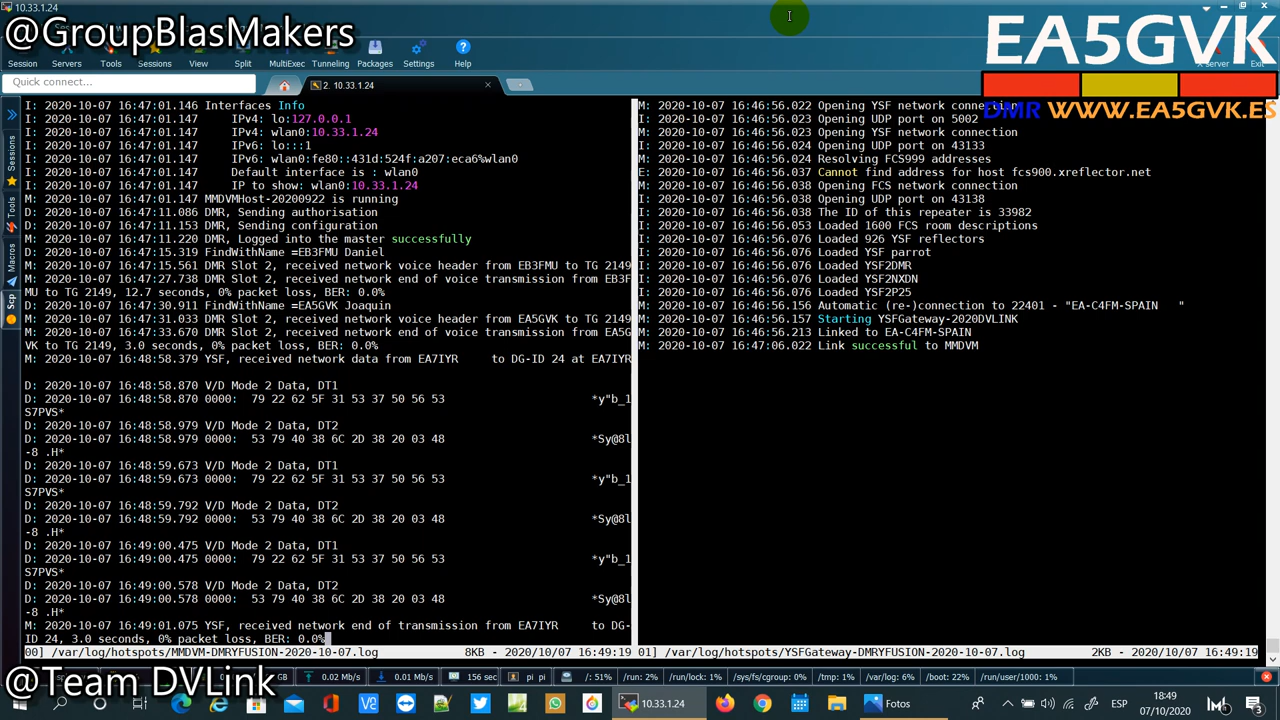 10.33.1.24
@GroupBlasMakers
EA5GVK
DMR WWW.EA5GVK.ES
Session Servers Tools Sessions View Split MultiExec Tunneling Packages Settings Help X server Exit
Quick connect...
2. 10.33.1.24
Sessions
Tools
Macros
Scp
I: 2020-10-07 16:47:01.146 Interfaces Info
I: 2020-10-07 16:47:01.147 IPv4: lo:127.0.0.1
I: 2020-10-07 16:47:01.147 IPv4: wlan0:10.33.1.24
I: 2020-10-07 16:47:01.147 IPv6: lo:::1
I: 2020-10-07 16:47:01.147 IPv6: wlan0:fe80::431d:524f:a207:eca6%wlan0
I: 2020-10-07 16:47:01.147 Default interface is : wlan0
I: 2020-10-07 16:47:01.147 IP to show: wlan0:10.33.1.24
M: 2020-10-07 16:47:01.147 MMDVMHost-20200922 is running
M: 2020-10-07 16:47:11.086 DMR, Sending authorisation
M: 2020-10-07 16:47:11.153 DMR, Sending configuration
M: 2020-10-07 16:47:11.220 DMR, Logged into the master successfully
D: 2020-10-07 16:47:15.319 FindWithName =EB3FMU Daniel
M: 2020-10-07 16:47:15.561 DMR Slot 2, received network voice header from EB3FMU to TG 2149
M: 2020-10-07 16:47:27.738 DMR Slot 2, received network end of voice transmission from EB3F
MU to TG 2149, 12.7 seconds, 0% packet loss, BER: 0.0%
D: 2020-10-07 16:47:30.911 FindWithName =EA5GVK Joaquin
M: 2020-10-07 16:47:31.033 DMR Slot 2, received network voice header from EA5GVK to TG 2149
M: 2020-10-07 16:47:33.670 DMR Slot 2, received network end of voice transmission from EA5G
VK to TG 2149, 3.0 seconds, 0% packet loss, BER: 0.0%
M: 2020-10-07 16:48:58.379 YSF, received network data from EA7IYR to DG-ID 24 at EA7IYR
D: 2020-10-07 16:48:58.870 V/D Mode 2 Data, DT1
D: 2020-10-07 16:48:58.870 0000: 79 22 62 5F 31 53 37 50 56 53 *y"b_1
S7PVS*
D: 2020-10-07 16:48:58.979 V/D Mode 2 Data, DT2
D: 2020-10-07 16:48:58.979 0000: 53 79 40 38 6C 2D 38 20 03 48 *Sy@8l
-8 .H*
D: 2020-10-07 16:48:59.673 V/D Mode 2 Data, DT1
D: 2020-10-07 16:48:59.673 0000: 79 22 62 5F 31 53 37 50 56 53 *y"b_1
S7PVS*
D: 2020-10-07 16:48:59.792 V/D Mode 2 Data, DT2
D: 2020-10-07 16:48:59.792 0000: 53 79 40 38 6C 2D 38 20 03 48 *Sy@8l
-8 .H*
D: 2020-10-07 16:49:00.475 V/D Mode 2 Data, DT1
D: 2020-10-07 16:49:00.475 0000: 79 22 62 5F 31 53 37 50 56 53 *y"b_1
S7PVS*
D: 2020-10-07 16:49:00.578 V/D Mode 2 Data, DT2
D: 2020-10-07 16:49:00.578 0000: 53 79 40 38 6C 2D 38 20 03 48 *Sy@8l
-8 .H*
M: 2020-10-07 16:49:01.075 YSF, received network end of transmission from EA7IYR to DG-
ID 24, 3.0 seconds, 0% packet loss, BER: 0.0%
00] /var/log/hotspots/MMDVM-DMRYFUSION-2020-10-07.log 8KB - 2020/10/07 16:49:19
M: 2020-10-07 16:46:56.022 Opening YSF network connection
I: 2020-10-07 16:46:56.023 Opening UDP port on 5002
M: 2020-10-07 16:46:56.023 Opening YSF network connection
I: 2020-10-07 16:46:56.024 Opening UDP port on 43133
M: 2020-10-07 16:46:56.024 Resolving FCS999 addresses
E: 2020-10-07 16:46:56.037 Cannot find address for host fcs900.xreflector.net
M: 2020-10-07 16:46:56.038 Opening FCS network connection
I: 2020-10-07 16:46:56.038 Opening UDP port on 43138
I: 2020-10-07 16:46:56.038 The ID of this repeater is 33982
I: 2020-10-07 16:46:56.053 Loaded 1600 FCS room descriptions
I: 2020-10-07 16:46:56.076 Loaded 926 YSF reflectors
I: 2020-10-07 16:46:56.076 Loaded YSF parrot
I: 2020-10-07 16:46:56.076 Loaded YSF2DMR
I: 2020-10-07 16:46:56.076 Loaded YSF2NXDN
I: 2020-10-07 16:46:56.076 Loaded YSF2P25
M: 2020-10-07 16:46:56.156 Automatic (re-)connection to 22401 - "EA-C4FM-SPAIN "
M: 2020-10-07 16:46:56.157 Starting YSFGateway-2020DVLINK
M: 2020-10-07 16:46:56.213 Linked to EA-C4FM-SPAIN
M: 2020-10-07 16:47:06.022 Link successful to MMDVM
01] /var/log/hotspots/YSFGateway-DMRYFUSION-2020-10-07.log 2KB - 2020/10/07 16:49:19
@Team DVLink
0.02 Mb/s 0.01 Mb/s 156 sec pi pi /: 51% /run: 2% /run/lock: 1% /sys/fs/cgroup: 0% /tmp: 1% /var/log: 6% /boot: 22% /run/user/1000: 1%
10.33.1.24
Fotos
ESP
18:49
07/10/2020
3